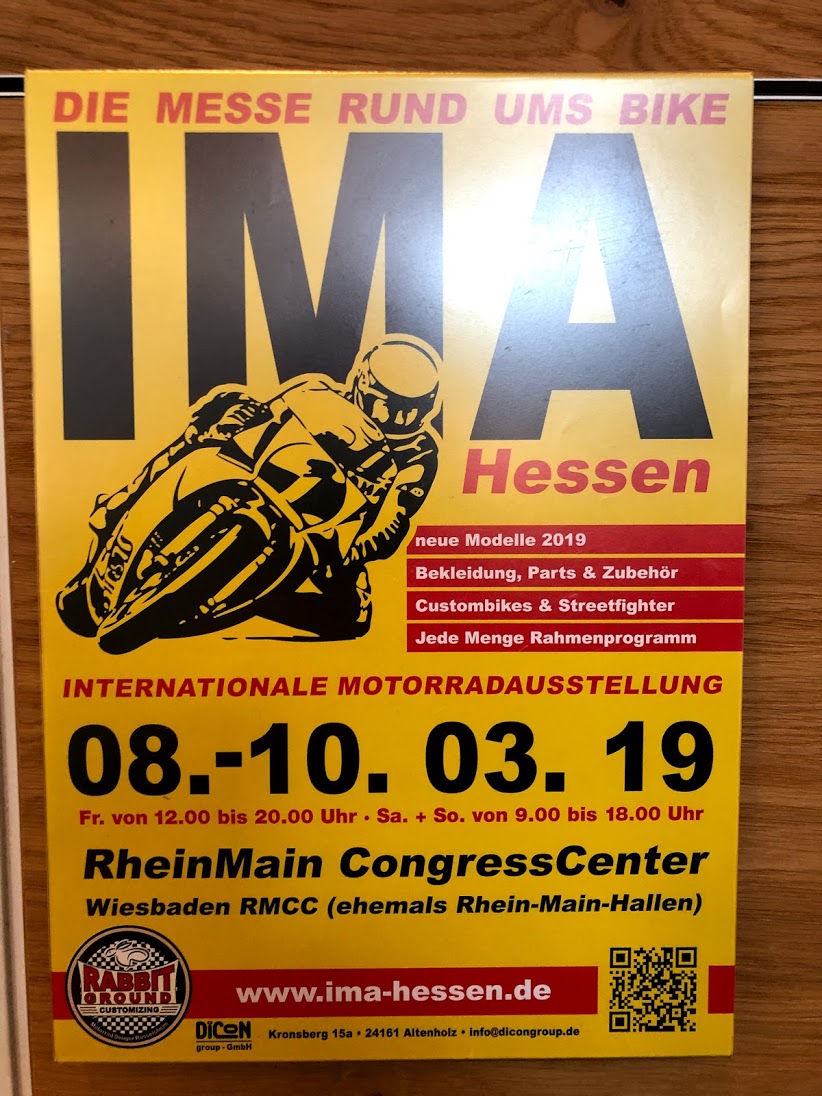 DIE MESSE RUND UMS BIKE
IMA
Hessen
neue Modelle 2019
Bekleidung, Parts & Zubehör
Custombikes & Streetfighter
Jede Menge Rahmenprogramm
INTERNATIONALE MOTORRADAUSSTELLUNG
08.-10. 03. 19
Fr. von 12.00 bis 20.00 Uhr · Sa. + So. von 9.00 bis 18.00 Uhr
RheinMain CongressCenter
Wiesbaden RMCC (ehemals Rhein-Main-Hallen)
RABBIT
GROUND
CUSTOMIZING
www.ima-hessen.de
DiCoN
group - GmbH
Kronsberg 15a • 24161 Altenholz • info@dicongroup.de